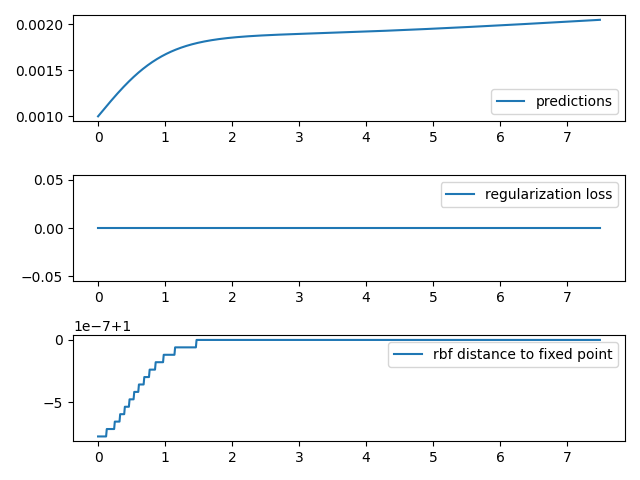 0.0020
0.0015
0.0010
predictions
0 1 2 3 4 5 6 7
0.05
0.00
−0.05
regularization loss
0 1 2 3 4 5 6 7
1e−7+1
0
−5
rbf distance to fixed point
0 1 2 3 4 5 6 7